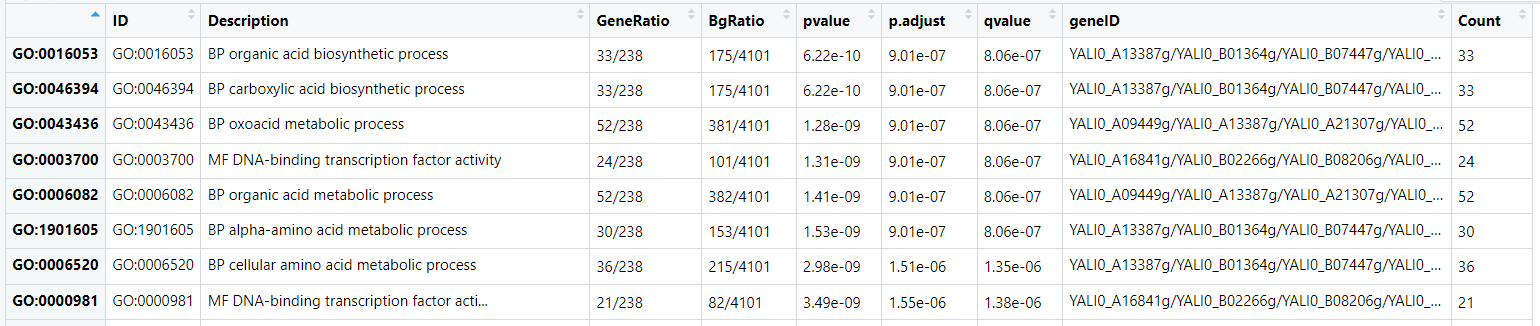 ID Description GeneRatio BgRatio pvalue p.adjust qvalue geneID Count
GO:0016053 GO:0016053 BP organic acid biosynthetic process 33/238 175/4101 6.22e-10 9.01e-07 8.06e-07 YALI0_A13387g/YALI0_B01364g/YALI0_B07447g/YALI0_... 33
GO:0046394 GO:0046394 BP carboxylic acid biosynthetic process 33/238 175/4101 6.22e-10 9.01e-07 8.06e-07 YALI0_A13387g/YALI0_B01364g/YALI0_B07447g/YALI0_... 33
GO:0043436 GO:0043436 BP oxoacid metabolic process 52/238 381/4101 1.28e-09 9.01e-07 8.06e-07 YALI0_A09449g/YALI0_A13387g/YALI0_A21307g/YALI0_... 52
GO:0003700 GO:0003700 MF DNA-binding transcription factor activity 24/238 101/4101 1.31e-09 9.01e-07 8.06e-07 YALI0_A16841g/YALI0_B02266g/YALI0_B08206g/YALI0_... 24
GO:0006082 GO:0006082 BP organic acid metabolic process 52/238 382/4101 1.41e-09 9.01e-07 8.06e-07 YALI0_A09449g/YALI0_A13387g/YALI0_A21307g/YALI0_... 52
GO:1901605 GO:1901605 BP alpha-amino acid metabolic process 30/238 153/4101 1.53e-09 9.01e-07 8.06e-07 YALI0_A13387g/YALI0_B01364g/YALI0_B07447g/YALI0_... 30
GO:0006520 GO:0006520 BP cellular amino acid metabolic process 36/238 215/4101 2.98e-09 1.51e-06 1.35e-06 YALI0_A13387g/YALI0_B01364g/YALI0_B07447g/YALI0_... 36
GO:0000981 GO:0000981 MF DNA-binding transcription factor acti... 21/238 82/4101 3.49e-09 1.55e-06 1.38e-06 YALI0_A16841g/YALI0_B02266g/YALI0_B08206g/YALI0_... 21